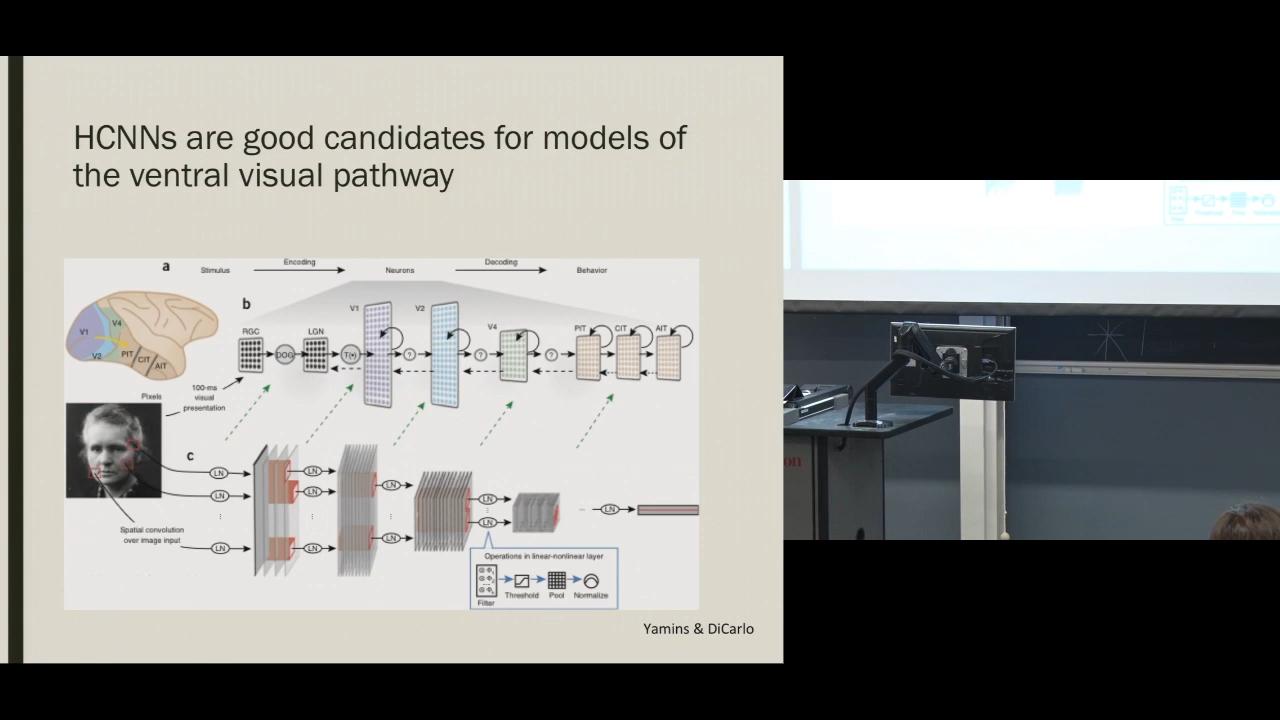 HCNNs are good candidates for models of
the ventral visual pathway
a
Stimulus
Encoding
Neurons
Decoding
Behavior
b
V1
V2
V4
PIT
CIT
AIT
RGC
LGN
DOG
T(•)
?
?
?
V1
V2
V4
PIT
CIT
AIT
100-ms
visual
presentation
Pixels
c
LN
LN
LN
LN
LN
LN
LN
LN
LN
LN
LN
Spatial convolution
over image input
Operations in linear-nonlinear layer
Filter
Threshold
Pool
Normalize
Yamins & DiCarlo